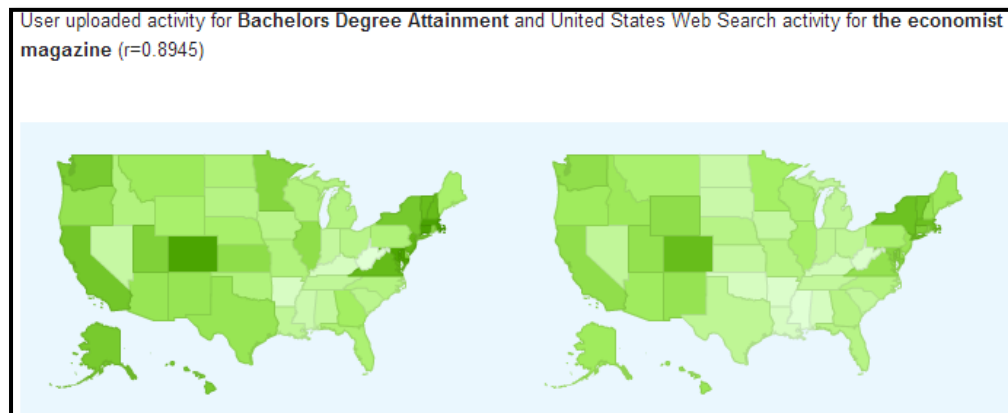 User uploaded activity for Bachelors Degree Attainment and United States Web Search activity for the economist
magazine (r=0.8945)